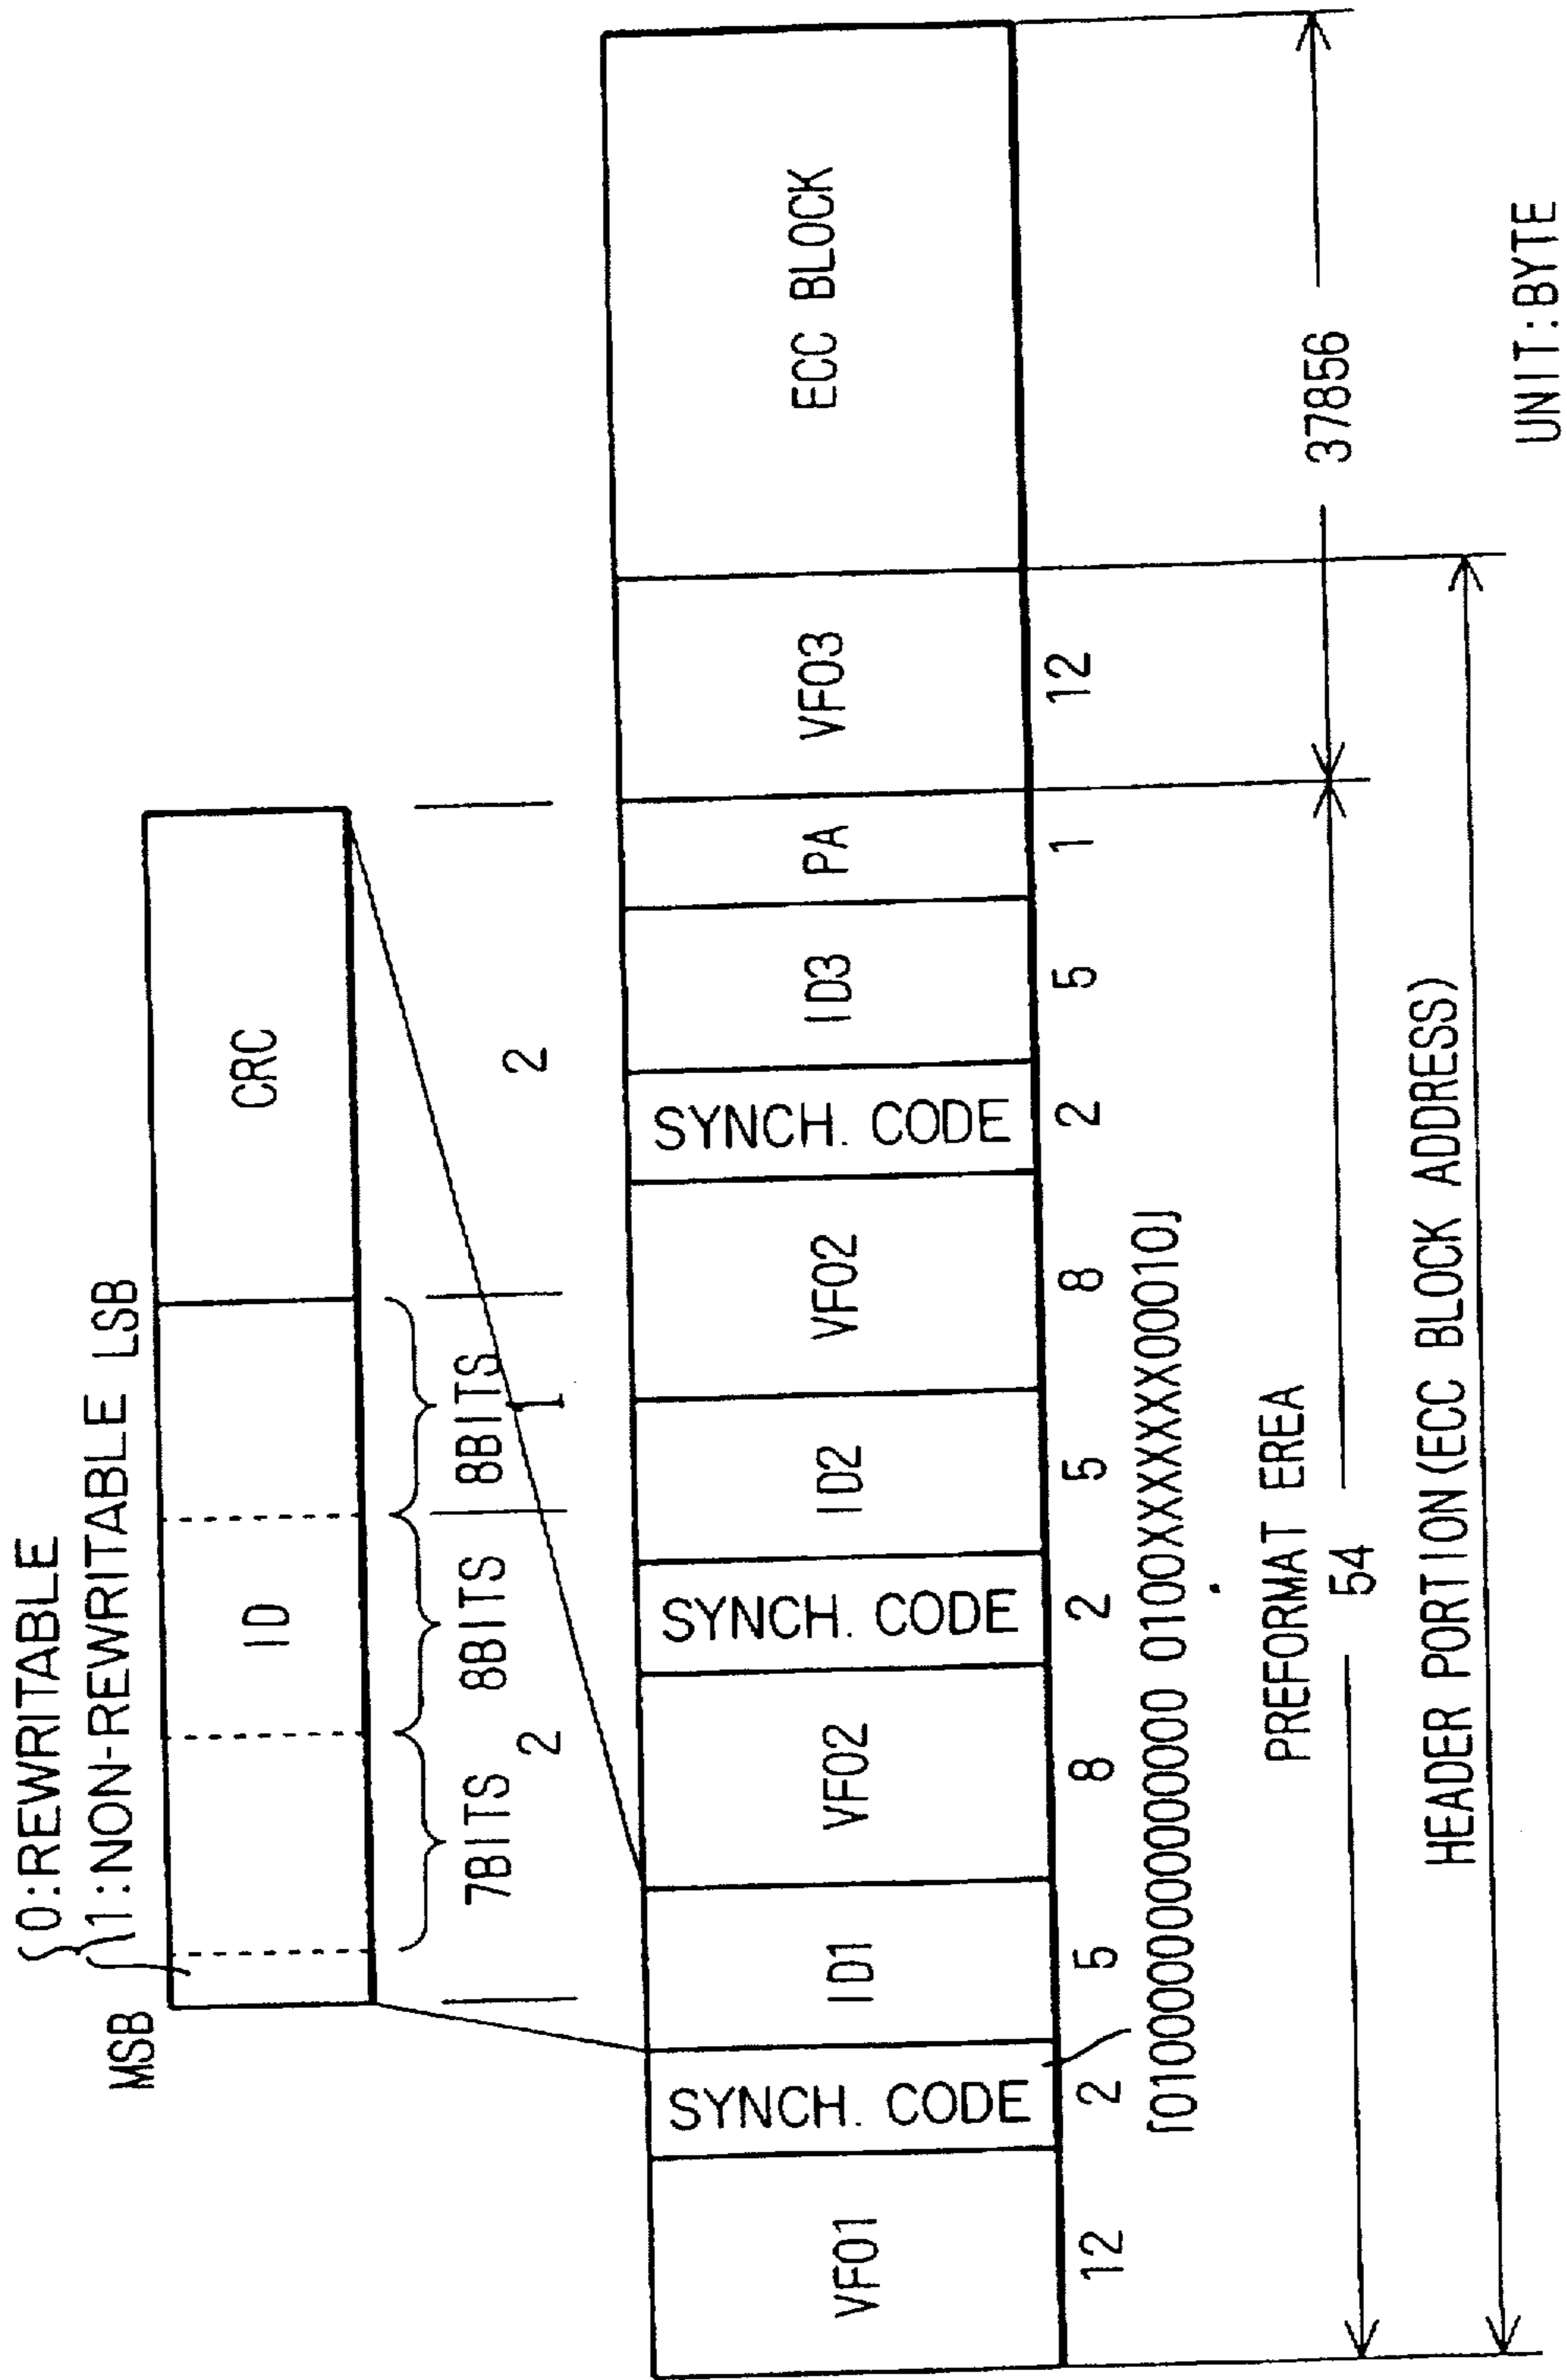 0:REWRITABLE
1:NON-REWRITABLE
MSB
LSB
ID
CRC
7BITS
8BITS
8BITS
2
1
2
VFO1
SYNCH. CODE
ID1
VFO2
SYNCH. CODE
ID2
VFO2
SYNCH. CODE
ID3
PA
VFO3
ECC BLOCK
12
2
5
8
2
5
8
2
5
1
12
PREFORMAT EREA
54
37856
HEADER PORTION(ECC BLOCK ADDRESS)
UNIT:BYTE